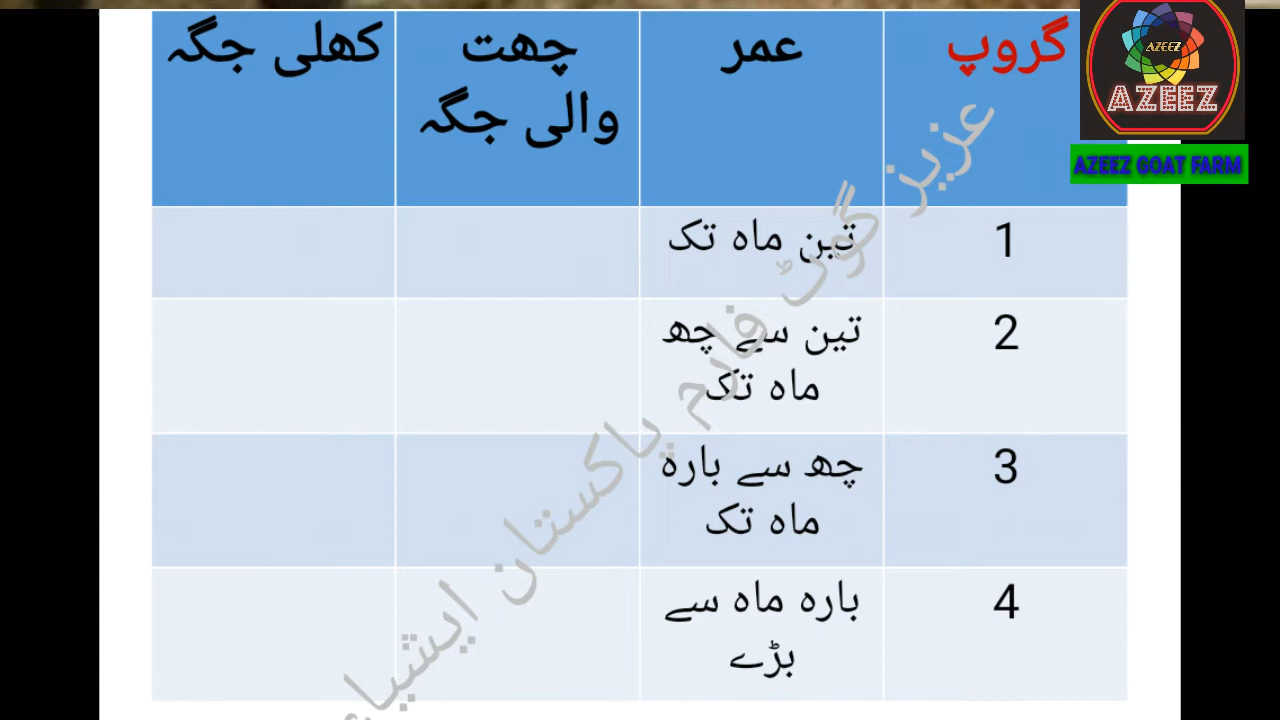 گروپ
عمر
چھت
والی جگہ
کھلی جگہ
1
تین ماہ تک
2
تین سے چھ
ماہ تک
3
چھ سے بارہ
ماہ تک
4
بارہ ماہ سے
بڑے
عزیز گوٹ فارم پاکستان ایشیاء
AZEEZ
AZEEZ
AZEEZ GOAT FARM